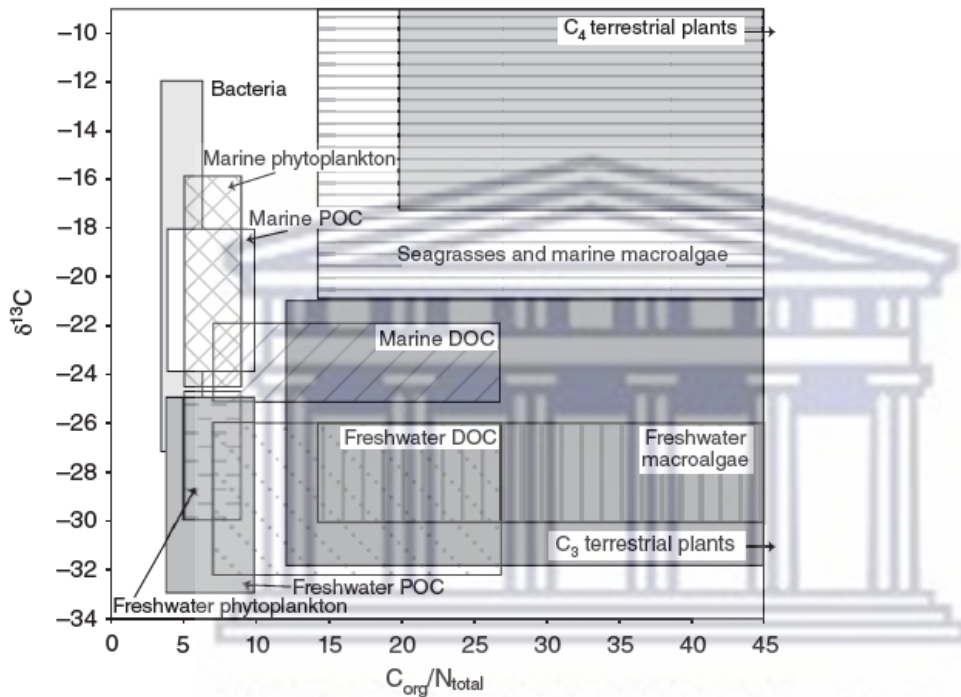 −10
−12
−14
−16
−18
−20
−22
−24
−26
−28
−30
−32
−34
δ¹³C
C₄ terrestrial plants
Bacteria
Marine phytoplankton
Marine POC
Seagrasses and marine macroalgae
Marine DOC
Freshwater DOC
Freshwater
macroalgae
C₃ terrestrial plants
Freshwater POC
Freshwater phytoplankton
0 5 10 15 20 25 30 35 40 45
C_org/N_total